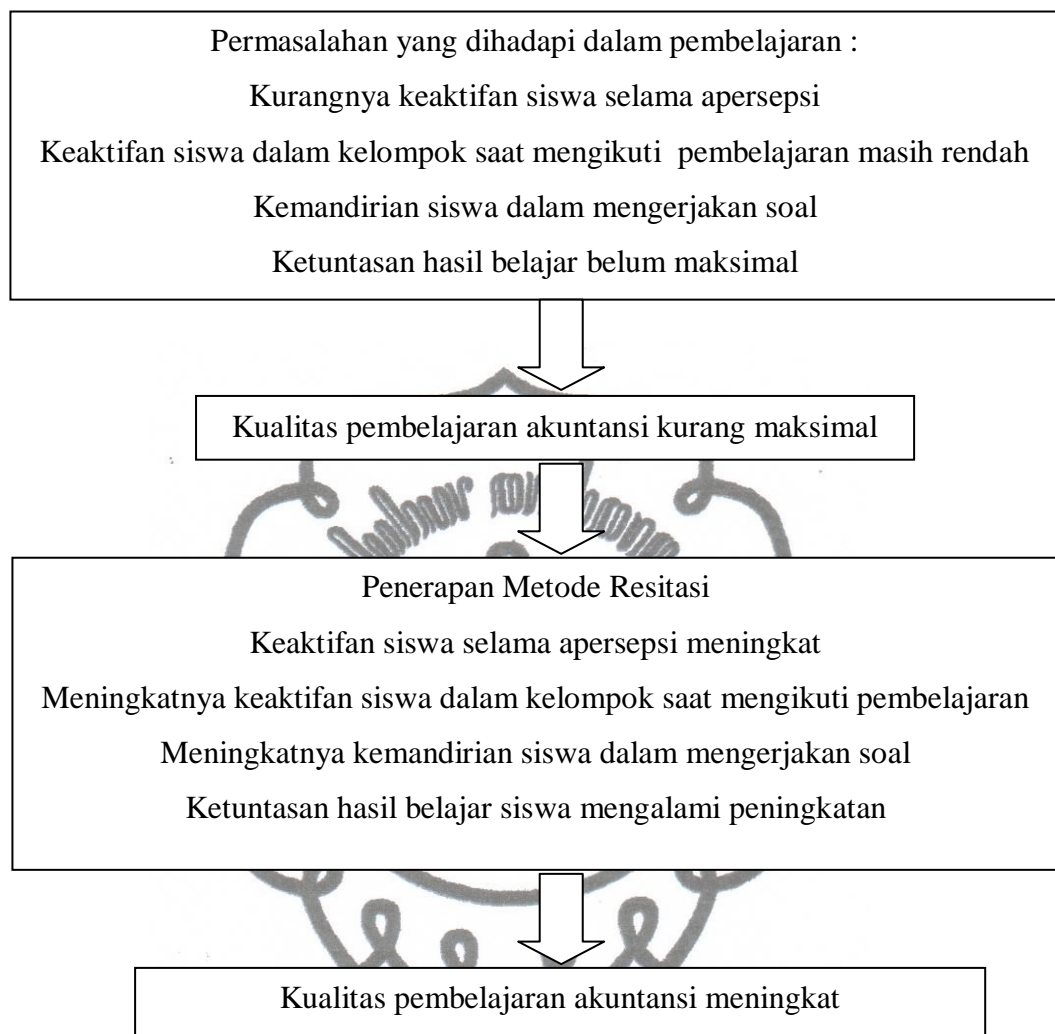 Permasalahan yang dihadapi dalam pembelajaran :
Kurangnya keaktifan siswa selama apersepsi
Keaktifan siswa dalam kelompok saat mengikuti pembelajaran masih rendah
Kemandirian siswa dalam mengerjakan soal
Ketuntasan hasil belajar belum maksimal
Kualitas pembelajaran akuntansi kurang maksimal
Penerapan Metode Resitasi
Keaktifan siswa selama apersepsi meningkat
Meningkatnya keaktifan siswa dalam kelompok saat mengikuti pembelajaran
Meningkatnya kemandirian siswa dalam mengerjakan soal
Ketuntasan hasil belajar siswa mengalami peningkatan
Kualitas pembelajaran akuntansi meningkat